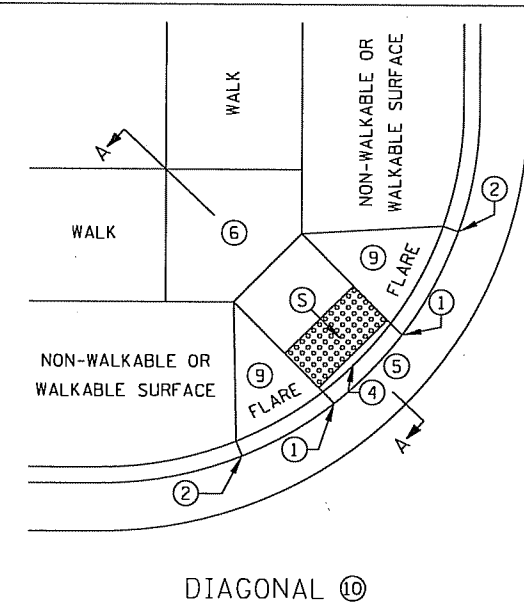 WALK
NON-WALKABLE OR
WALKABLE SURFACE
A
2
6
WALK
9
FLARE
S
1
5
4
NON-WALKABLE OR
WALKABLE SURFACE
9
FLARE
A
1
2
DIAGONAL 10